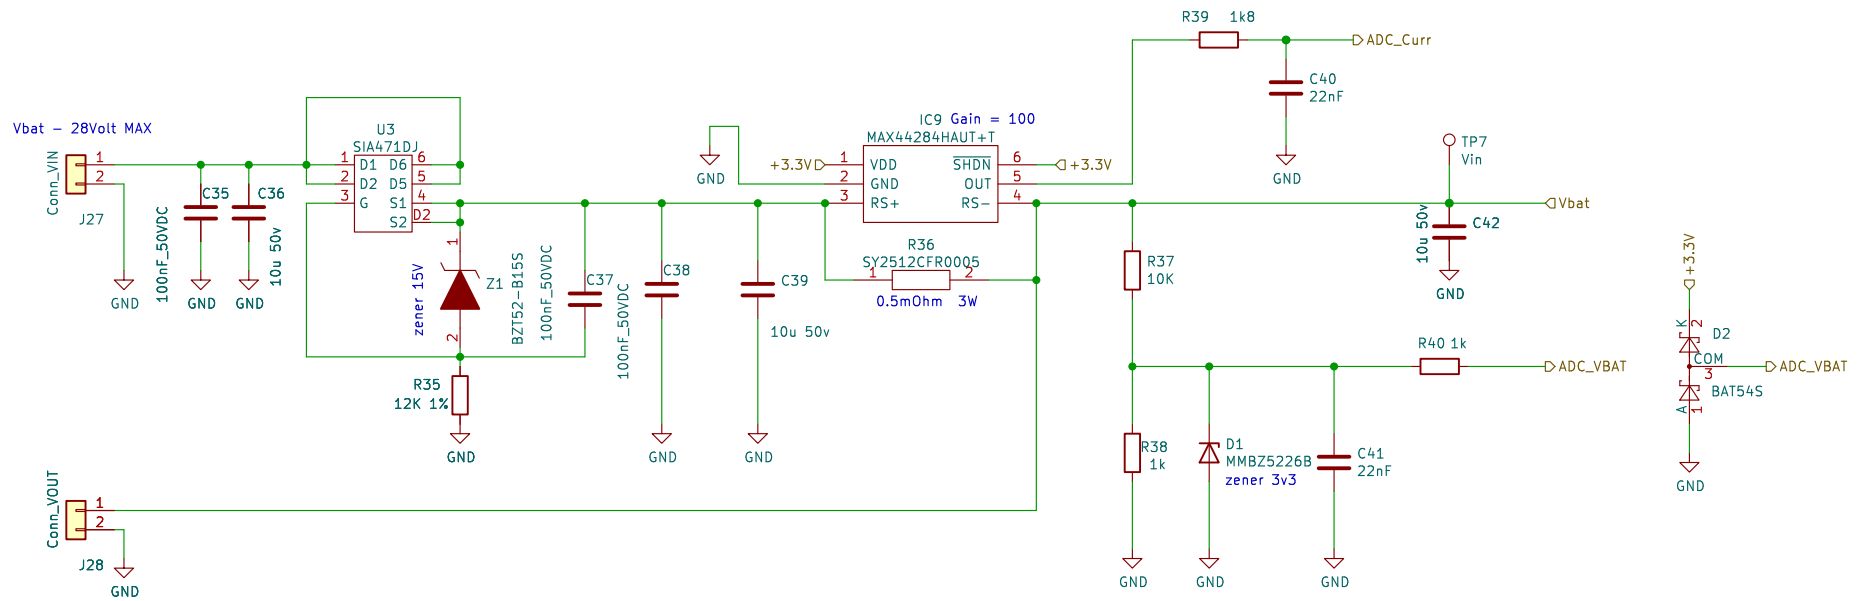 R39 1k8
ADC_Curr
C40
22nF
GND
Vbat - 28Volt MAX
Conn_VIN
1
2
J27
GND
C35
100nF_50VDC
GND
C36
10u 50v
GND
U3
SIA471DJ
1 D1 D6 6
2 D2 D5 5
3 G S1 4
S2 D2
zener 15V
1
2
Z1
BZT52-B15S
R35
12K 1%
GND
C37
100nF_50VDC
C38
100nF_50VDC
GND
C39
10u 50v
GND
GND
IC9 Gain = 100
MAX44284HAUT+T
+3.3V 1 VDD SHDN 6 +3.3V
2 GND OUT 5
3 RS+ RS- 4
R36
SY2512CFR0005
1 2
0.5mOhm 3W
R37
10K
R38
1k
GND
D1
MMBZ5226B
zener 3v3
GND
C41
22nF
GND
R40 1k
ADC_VBAT
TP7
Vin
Vbat
C42
10u 50v
GND
+3.3V
K 2
D2
COM
3
BAT54S
A 1
ADC_VBAT
GND
Conn_VOUT
1
2
J28
GND